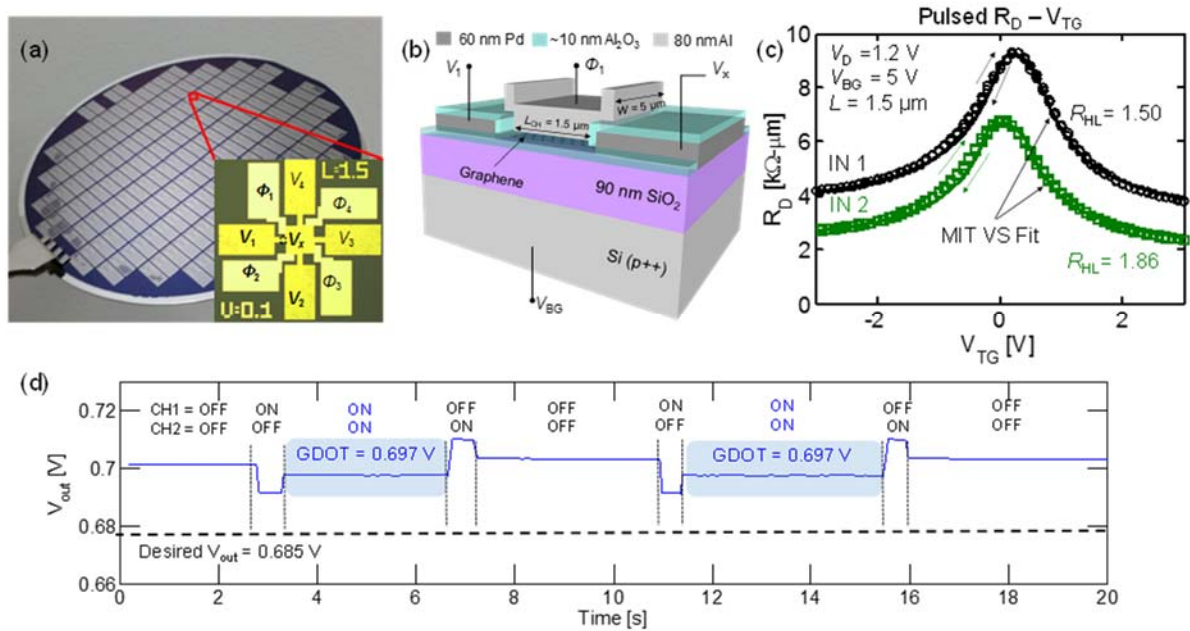 (a)
Φ1
V4
L=1.5
Φ4
V1
Vx
V3
Φ2
V2
Φ3
U=0.1
(b)
60 nm Pd
~10 nm Al2O3
80 nm Al
V1
Φ1
Vx
W = 5 μm
LCH = 1.5 μm
Graphene
90 nm SiO2
Si (p++)
VBG
Pulsed RD – VTG
(c)
VD = 1.2 V
VBG = 5 V
L = 1.5 μm
RHL = 1.50
IN 1
IN 2
MIT VS Fit
RHL = 1.86
RD [kΩ-μm]
10
8
6
4
2
0
-2
0
2
VTG [V]
(d)
CH1 = OFF ON ON OFF OFF ON ON OFF OFF
CH2 = OFF OFF ON ON OFF OFF ON ON OFF
GDOT = 0.697 V
GDOT = 0.697 V
Desired Vout = 0.685 V
Vout [V]
0.72
0.7
0.68
0.66
0 2 4 6 8 10 12 14 16 18 20
Time [s]